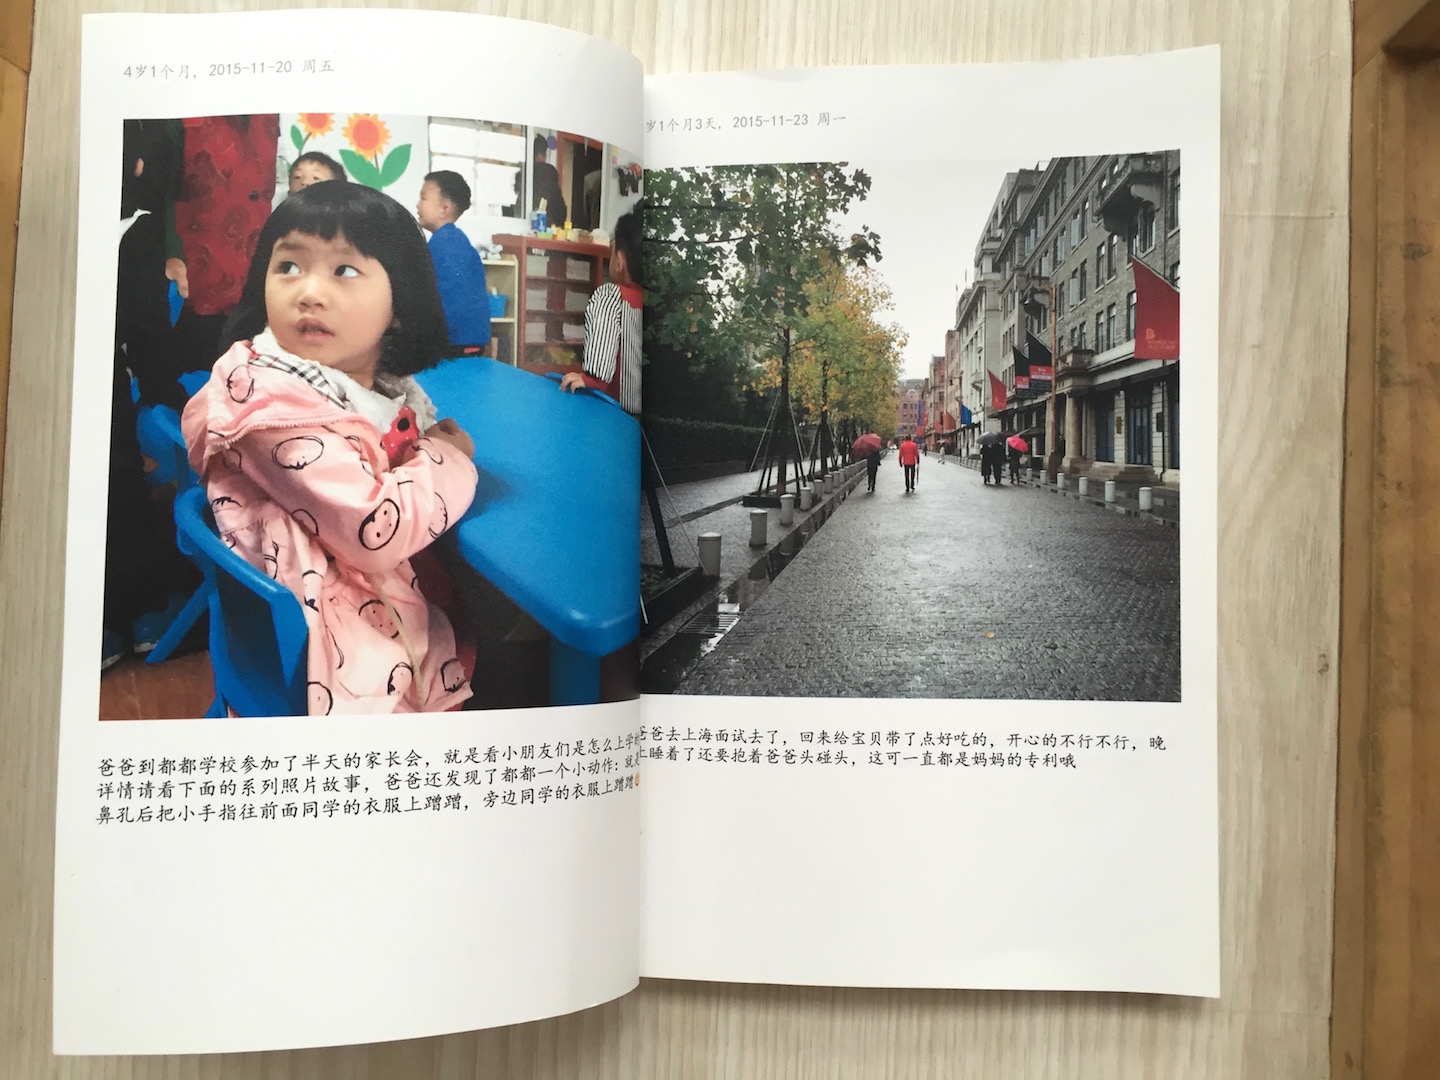 4岁1个月, 2015-11-20 周五
爸爸到都都学校参加了半天的家长会，就是看小朋友们是怎么上学
详情请看下面的系列照片故事，爸爸还发现了都都一个小动作：就
鼻孔后把小手指往前面同学的衣服上蹭蹭，旁边同学的衣服上蹭蹭
岁1个月3天, 2015-11-23 周一
爸爸去上海面试去了，回来给宝贝带了点好吃的，开心的不行不行，晚
上睡着了还要抱着爸爸头碰头，这可一直都是妈妈的专利哦